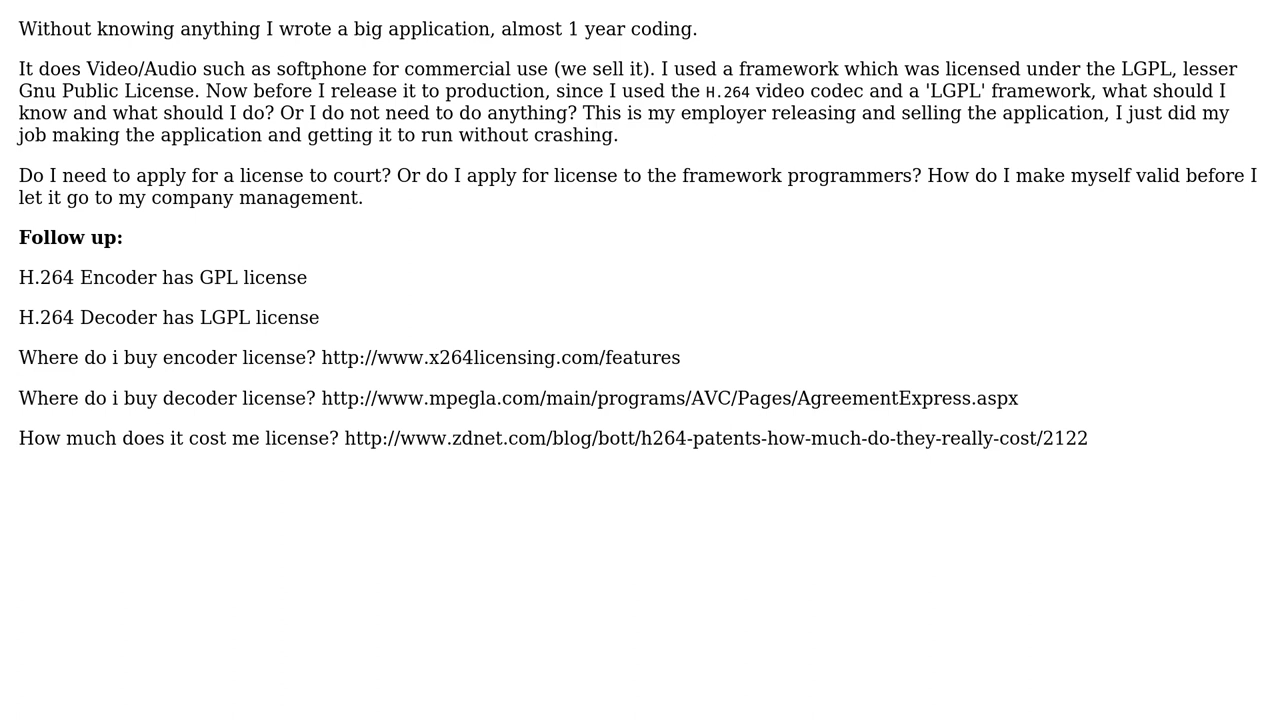 Without knowing anything I wrote a big application, almost 1 year coding.
It does Video/Audio such as softphone for commercial use (we sell it). I used a framework which was licensed under the LGPL, lesser
Gnu Public License. Now before I release it to production, since I used the H.264 video codec and a 'LGPL' framework, what should I
know and what should I do? Or I do not need to do anything? This is my employer releasing and selling the application, I just did my
job making the application and getting it to run without crashing.
Do I need to apply for a license to court? Or do I apply for license to the framework programmers? How do I make myself valid before I
let it go to my company management.
Follow up:
H.264 Encoder has GPL license
H.264 Decoder has LGPL license
Where do i buy encoder license? http://www.x264licensing.com/features
Where do i buy decoder license? http://www.mpegla.com/main/programs/AVC/Pages/AgreementExpress.aspx
How much does it cost me license? http://www.zdnet.com/blog/bott/h264-patents-how-much-do-they-really-cost/2122